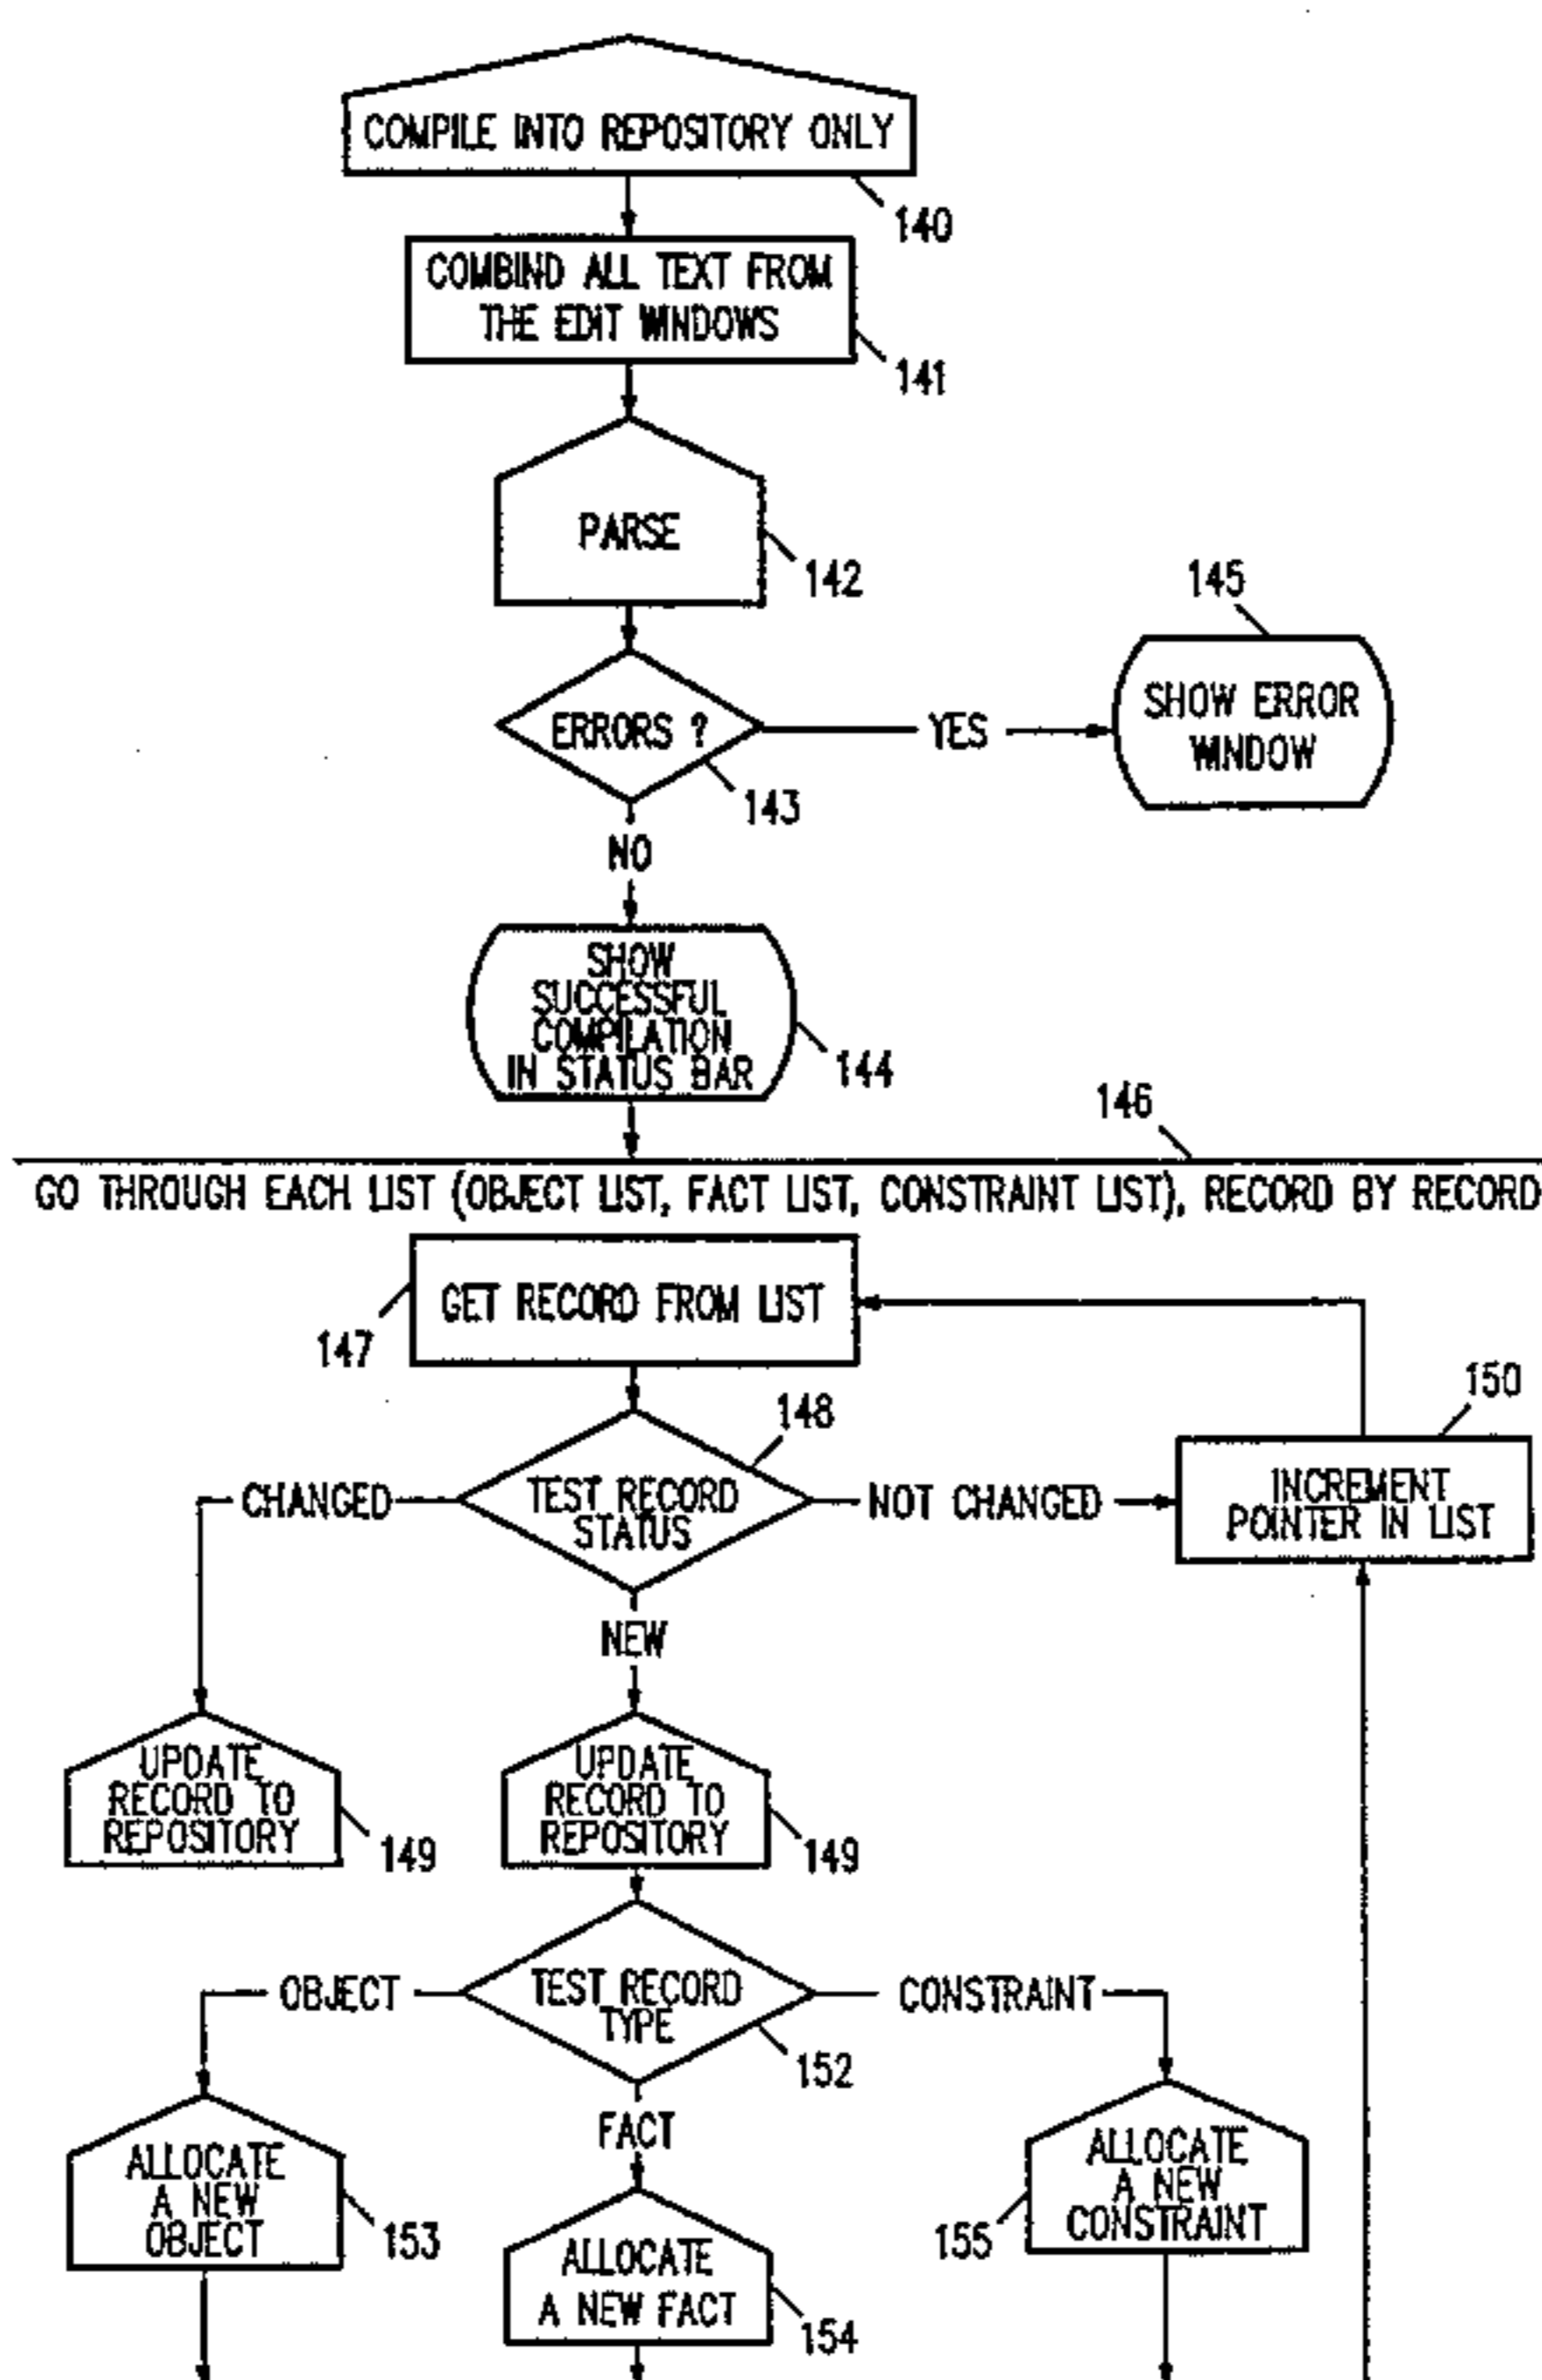 COMPILE INTO REPOSITORY ONLY
140
COMBIND ALL TEXT FROM
THE EDIT WINDOWS
141
PARSE
142
145
ERRORS ?
YES
SHOW ERROR
WINDOW
143
NO
SHOW
SUCCESSFUL
COMPILATION
IN STATUS BAR
144
146
GO THROUGH EACH LIST (OBJECT LIST, FACT LIST, CONSTRAINT LIST), RECORD BY RECORD
GET RECORD FROM LIST
147
148
150
CHANGED
TEST RECORD
STATUS
NOT CHANGED
INCREMENT
POINTER IN LIST
NEW
UPDATE
RECORD TO
REPOSITORY
149
UPDATE
RECORD TO
REPOSITORY
149
OBJECT
TEST RECORD
TYPE
CONSTRAINT
152
FACT
ALLOCATE
A NEW
OBJECT
153
ALLOCATE
A NEW FACT
154
ALLOCATE
A NEW
CONSTRAINT
155